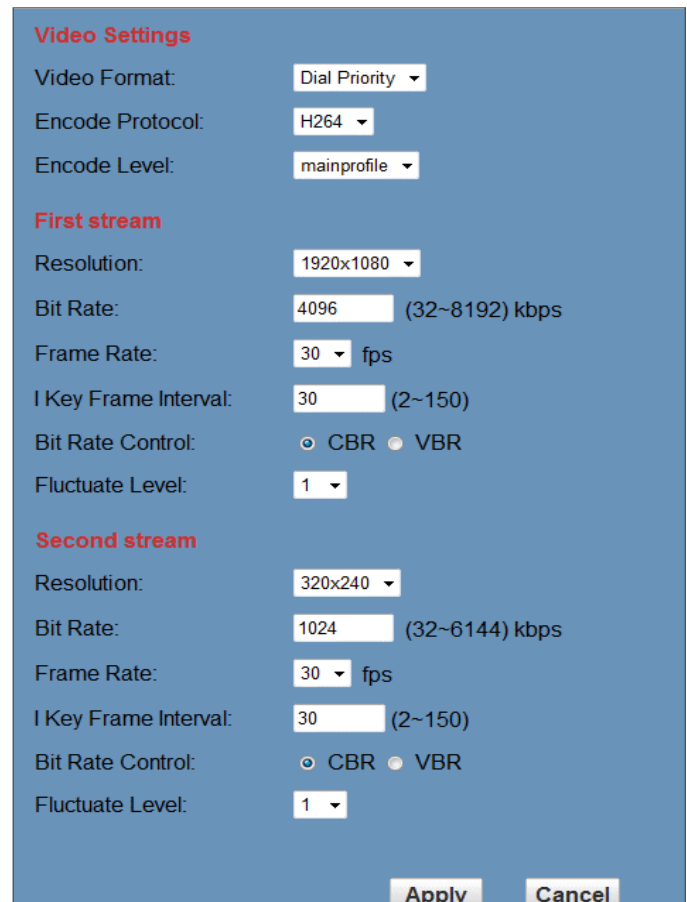 Video Settings
Video Format: Dial Priority
Encode Protocol: H264
Encode Level: mainprofile
First stream
Resolution: 1920x1080
Bit Rate: 4096 (32~8192) kbps
Frame Rate: 30 fps
I Key Frame Interval: 30 (2~150)
Bit Rate Control: CBR VBR
Fluctuate Level: 1
Second stream
Resolution: 320x240
Bit Rate: 1024 (32~6144) kbps
Frame Rate: 30 fps
I Key Frame Interval: 30 (2~150)
Bit Rate Control: CBR VBR
Fluctuate Level: 1
Apply Cancel